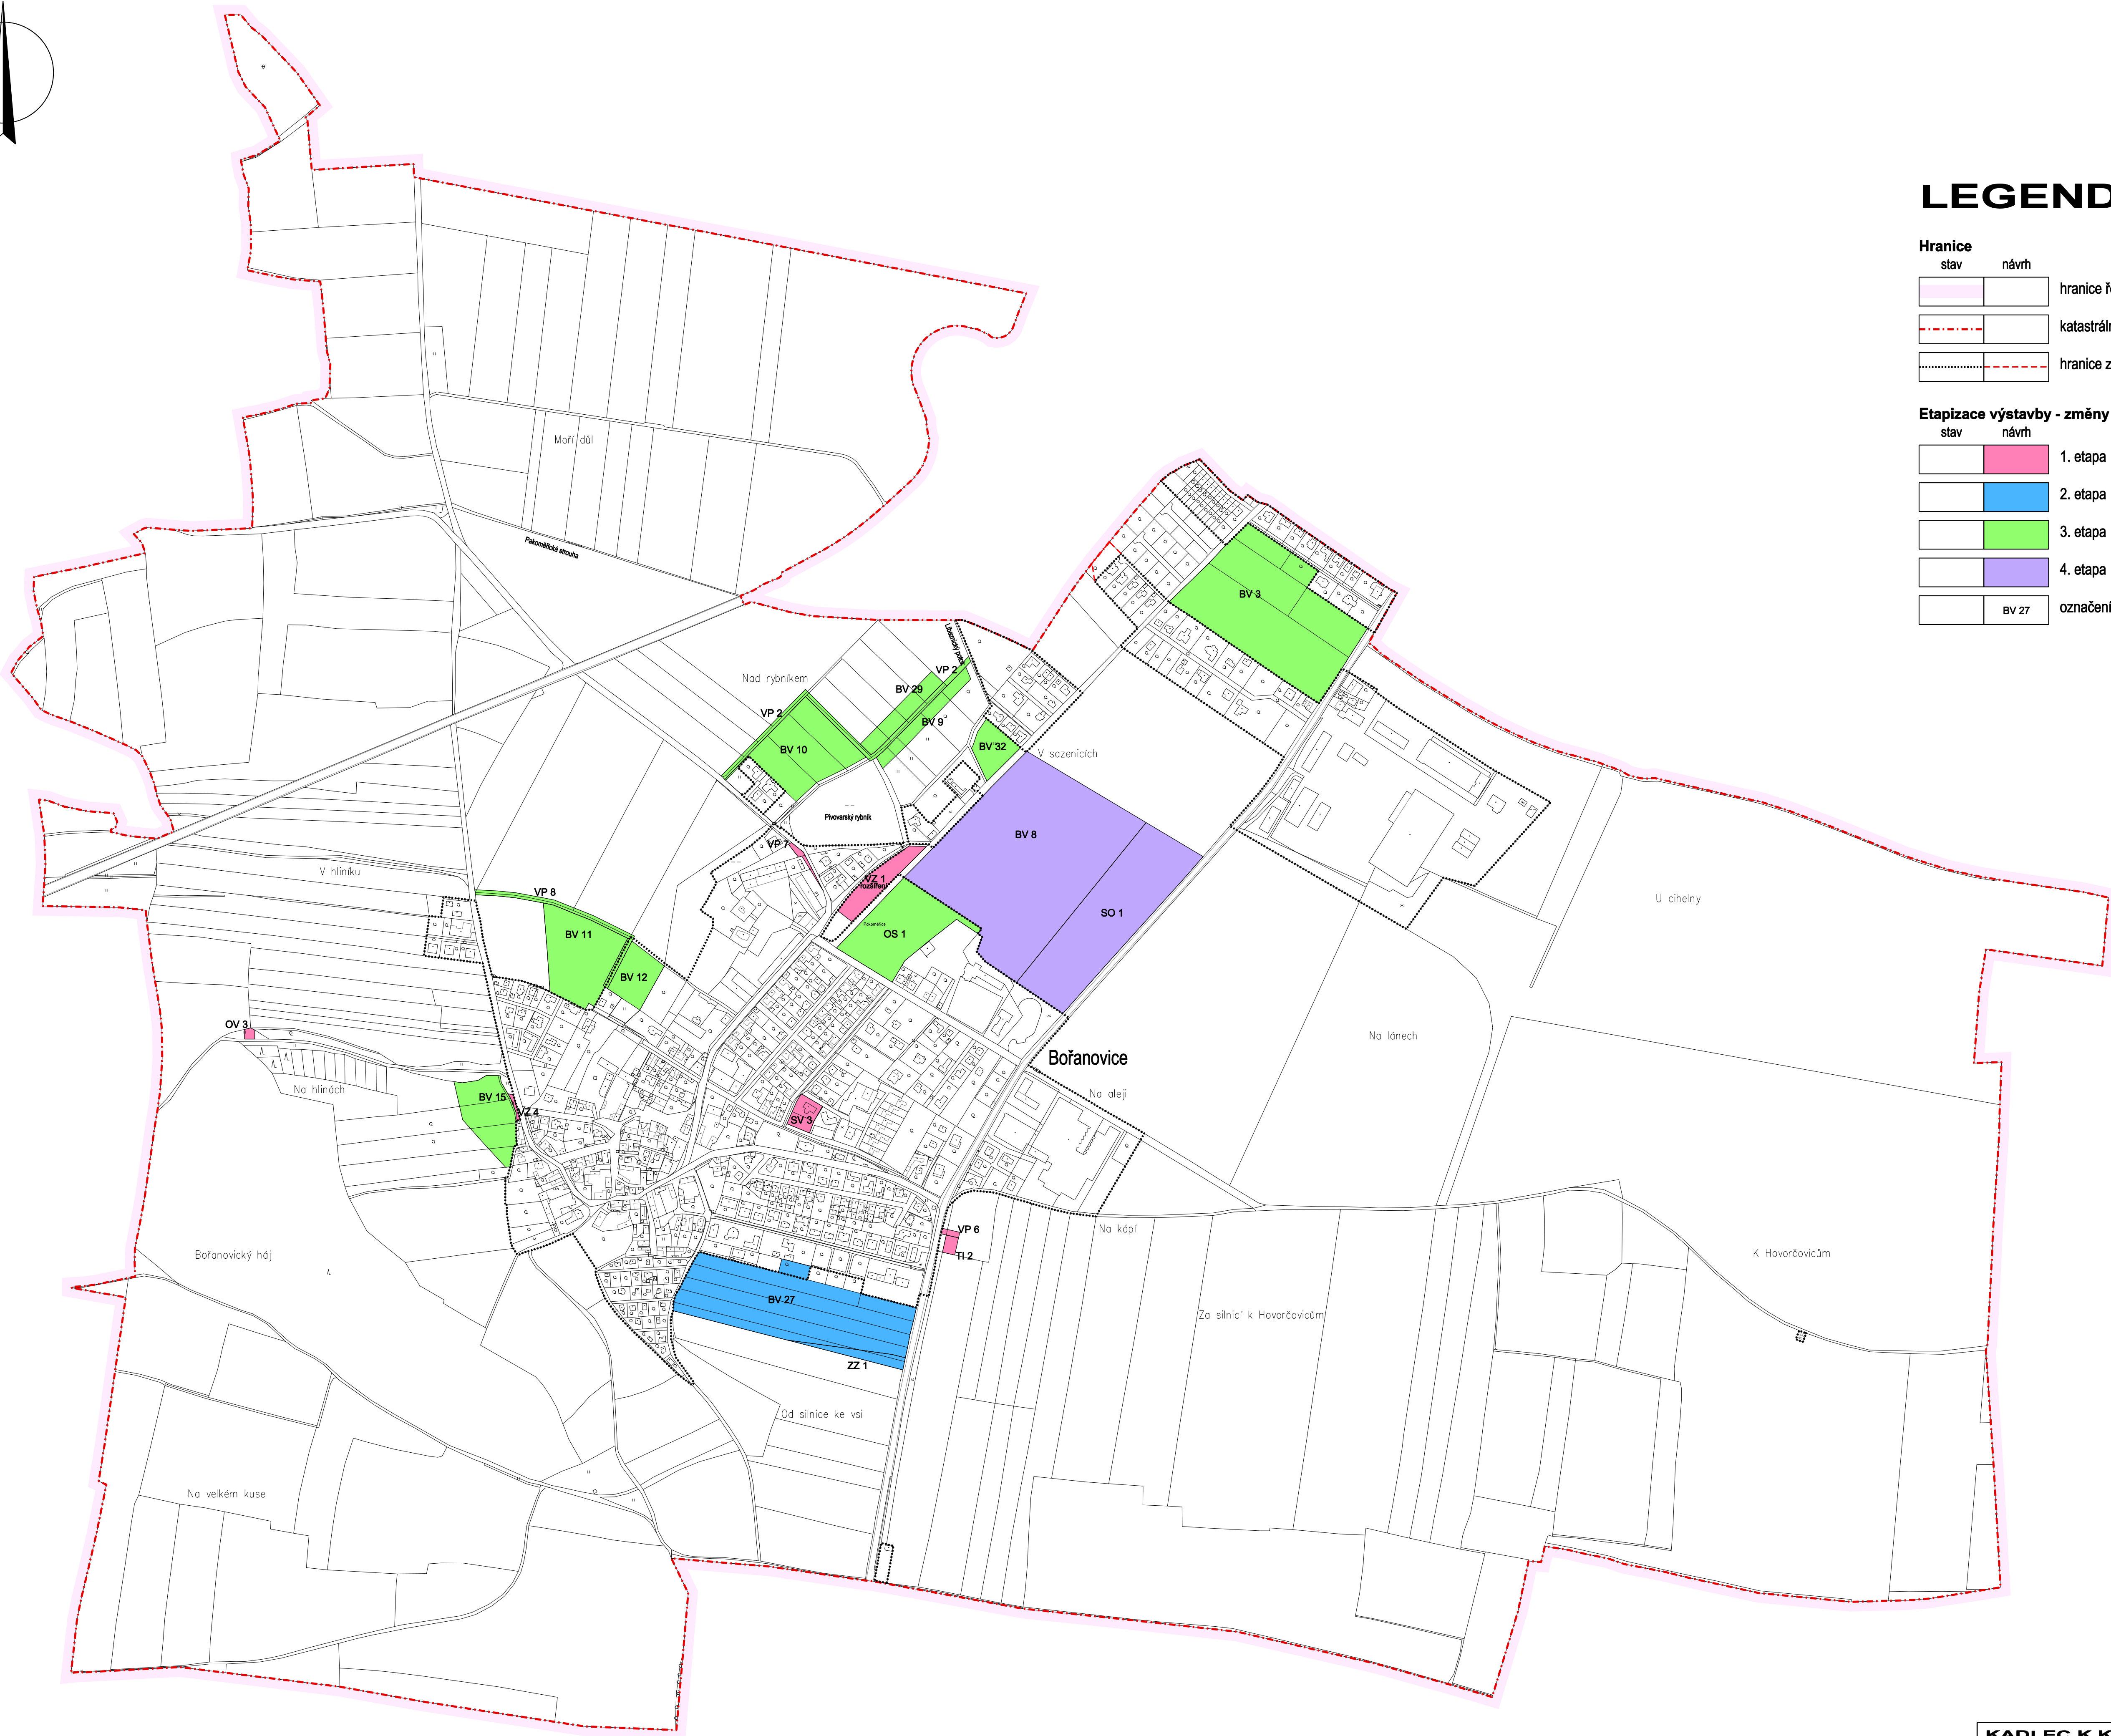 LEGEND
Hranice
stav návrh
hranice ř
katastráln
hranice z
Etapizace výstavby - změny
stav návrh
1. etapa
2. etapa
3. etapa
4. etapa
BV 27 označení
Moří důl
Pakoměřická strouha
BV 3
Nad rybníkem
VP 2
BV 29
VP 2
BV 9
BV 10
BV 32
V sazenicích
Pivovarský rybník
BV 8
VP 7
V hliníku
VZ 1
rozšíření
VP 8
U cihelny
SO 1
Pakoměřice
OS 1
BV 11
BV 12
OV 3
Na lánech
Bořanovice
Na hlinách
Na aleji
BV 15
VZ 4
SV 3
VP 6
Na kápí
TI 2
Bořanovický háj
K Hovorčovicům
BV 27
Za silnicí k Hovorčovicům
ZZ 1
Od silnice ke vsi
Na velkém kuse